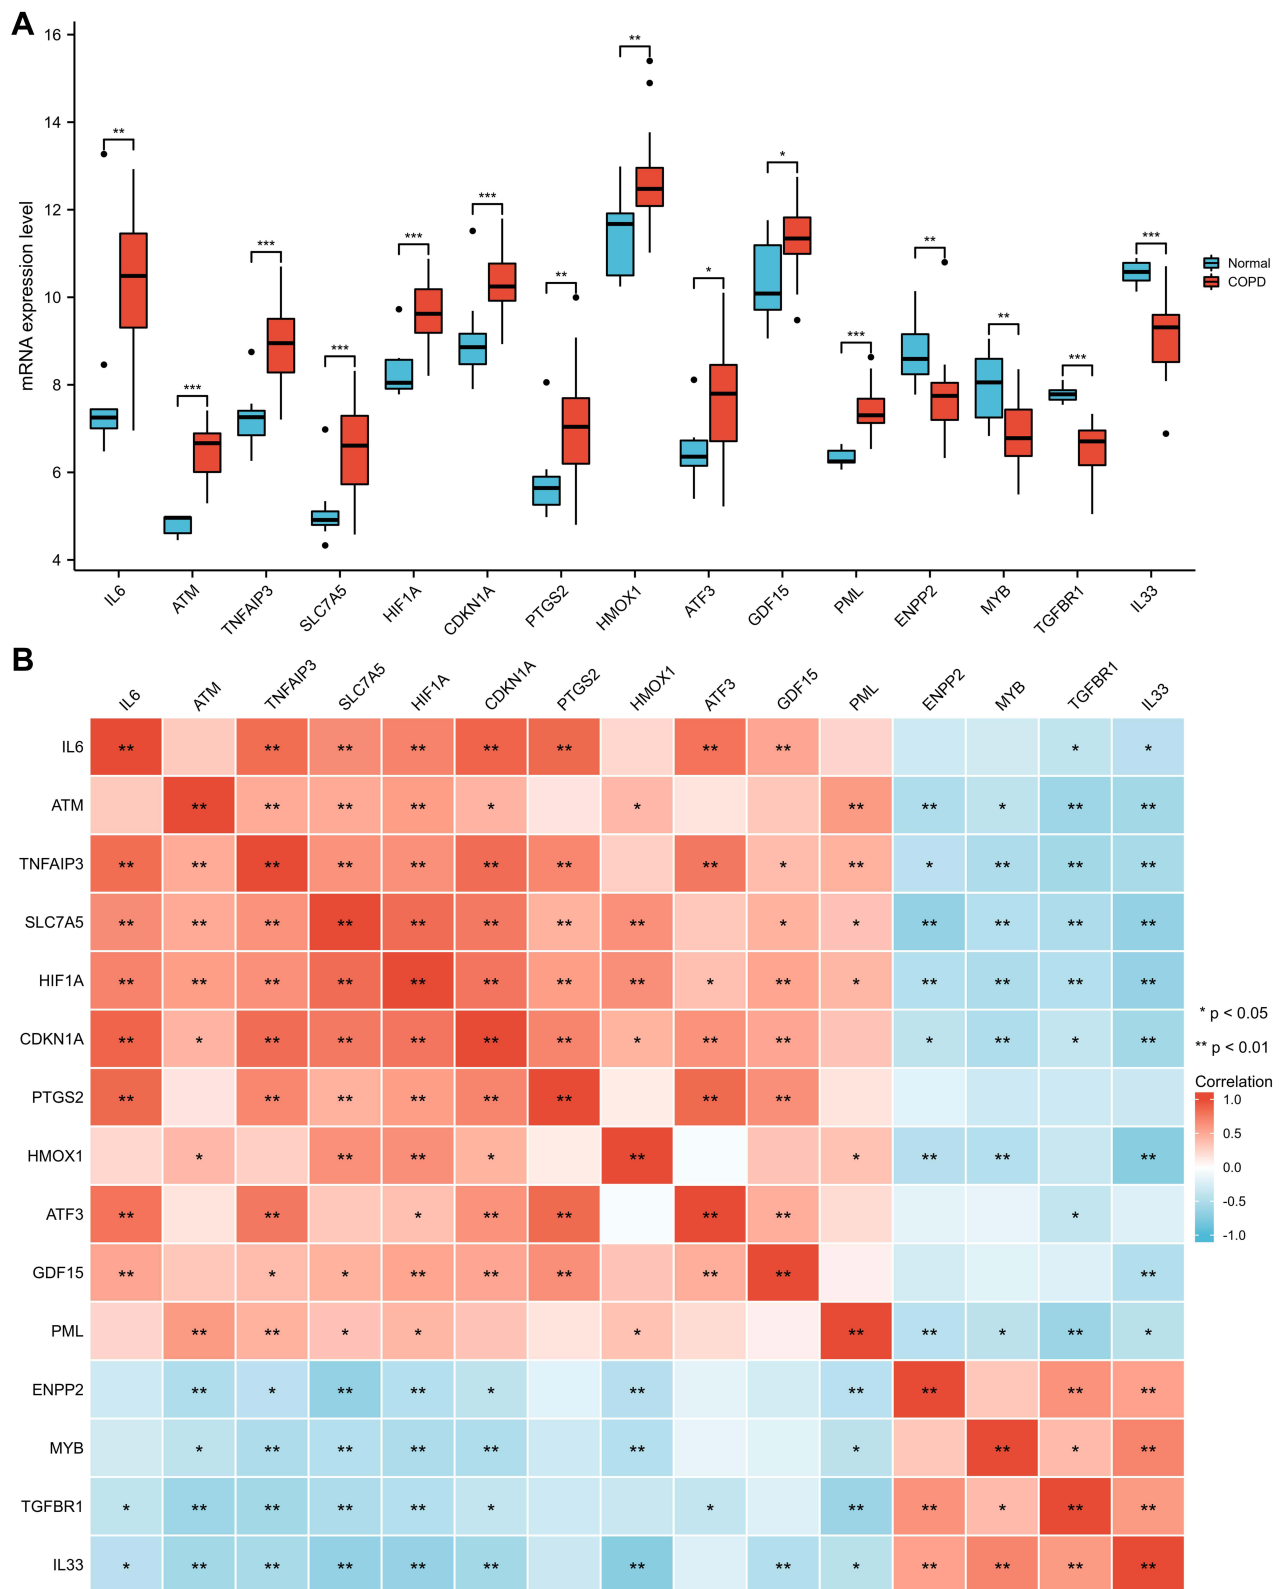 A
16
14
12
10
8
6
4
mRNA expression level
** *** *** *** *** *** ** ** * * *** ** ** *** ***
Normal
COPD
IL6 ATM TNFAIP3 SLC7A5 HIF1A CDKN1A PTGS2 HMOX1 ATF3 GDF15 PML ENPP2 MYB TGFBR1 IL33
B
IL6 ATM TNFAIP3 SLC7A5 HIF1A CDKN1A PTGS2 HMOX1 ATF3 GDF15 PML ENPP2 MYB TGFBR1 IL33
IL6 ** ** ** ** ** ** ** ** * *
ATM ** ** ** ** * * ** ** * ** **
TNFAIP3 ** ** ** ** ** ** ** ** * ** * ** ** **
SLC7A5 ** ** ** ** ** ** ** ** * * ** ** ** **
HIF1A ** ** ** ** ** ** ** ** * ** * ** ** ** **
CDKN1A ** * ** ** ** ** ** * ** ** * ** * **
PTGS2 ** ** ** ** ** ** ** **
HMOX1 * ** ** * ** * ** ** **
ATF3 ** ** * ** ** ** ** *
GDF15 ** * * ** ** ** ** ** **
PML ** ** * * * ** ** * ** *
ENPP2 ** * ** ** * ** ** ** ** **
MYB * ** ** ** ** ** * ** * **
TGFBR1 * ** ** ** ** * * ** ** * ** **
IL33 * ** ** ** ** ** ** ** * ** ** ** **
* p < 0.05
** p < 0.01
Correlation
1.0
0.5
0.0
-0.5
-1.0